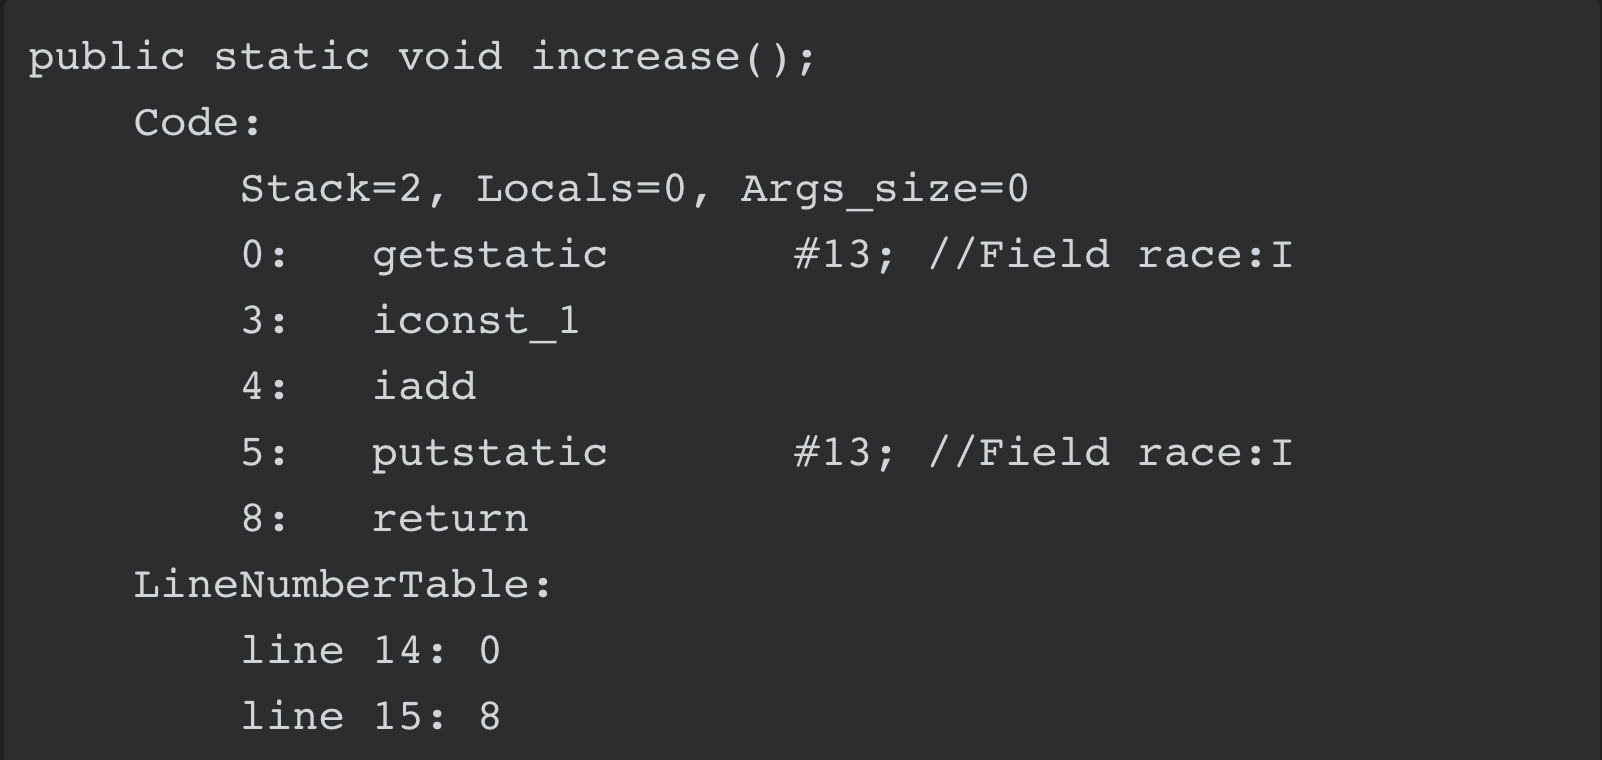 public static void increase();
    Code:
        Stack=2, Locals=0, Args_size=0
        0:   getstatic       #13; //Field race:I
        3:   iconst_1
        4:   iadd
        5:   putstatic       #13; //Field race:I
        8:   return
    LineNumberTable:
        line 14: 0
        line 15: 8